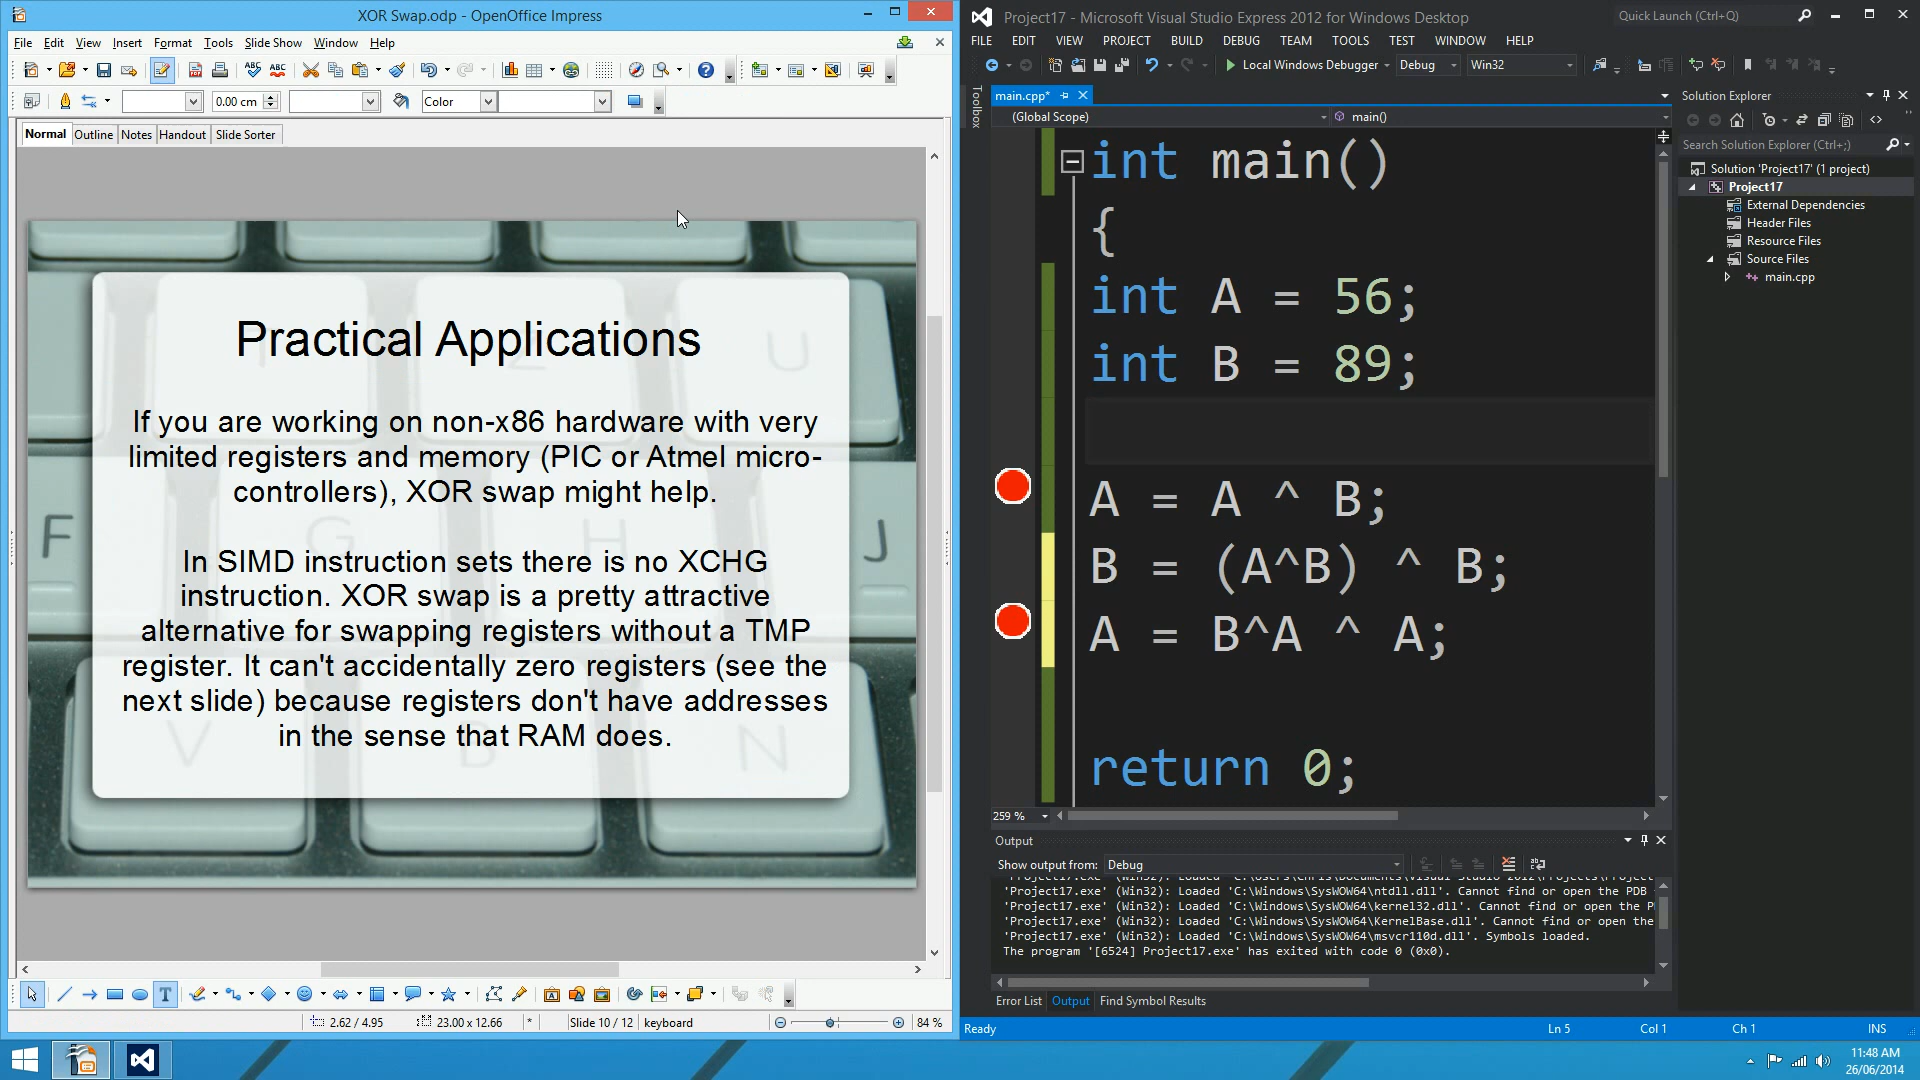 XOR Swap.odp - OpenOffice Impress
File Edit View Insert Format Tools Slide Show Window Help
0.00 cm
Color
Normal Outline Notes Handout Slide Sorter
Practical Applications
If you are working on non-x86 hardware with very
limited registers and memory (PIC or Atmel micro-
controllers), XOR swap might help.
In SIMD instruction sets there is no XCHG
instruction. XOR swap is a pretty attractive
alternative for swapping registers without a TMP
register. It can't accidentally zero registers (see the
next slide) because registers don't have addresses
in the sense that RAM does.
U
F
G
H
J
V
B
N
2.62 / 4.95
23.00 x 12.66
*
Slide 10 / 12
keyboard
84 %
Project17 - Microsoft Visual Studio Express 2012 for Windows Desktop
Quick Launch (Ctrl+Q)
FILE EDIT VIEW PROJECT BUILD DEBUG TEAM TOOLS TEST WINDOW HELP
Local Windows Debugger
Debug
Win32
Toolbox
main.cpp*
(Global Scope)
main()
int main()
{
int A = 56;
int B = 89;
A = A ^ B;
B = (A^B) ^ B;
A = B^A ^ A;
return 0;
259 %
Output
Show output from: Debug
'Project17.exe' (Win32): Loaded 'C:\Users\Chris\Documents\Visual Studio 2012\Projects\Project
'Project17.exe' (Win32): Loaded 'C:\Windows\SysWOW64\ntdll.dll'. Cannot find or open the PDB
'Project17.exe' (Win32): Loaded 'C:\Windows\SysWOW64\kernel32.dll'. Cannot find or open the P
'Project17.exe' (Win32): Loaded 'C:\Windows\SysWOW64\KernelBase.dll'. Cannot find or open the
'Project17.exe' (Win32): Loaded 'C:\Windows\SysWOW64\msvcr110d.dll'. Symbols loaded.
The program '[6524] Project17.exe' has exited with code 0 (0x0).
Error List Output Find Symbol Results
Solution Explorer
Search Solution Explorer (Ctrl+;)
Solution 'Project17' (1 project)
Project17
External Dependencies
Header Files
Resource Files
Source Files
main.cpp
Ready
Ln 5
Col 1
Ch 1
INS
11:48 AM
26/06/2014